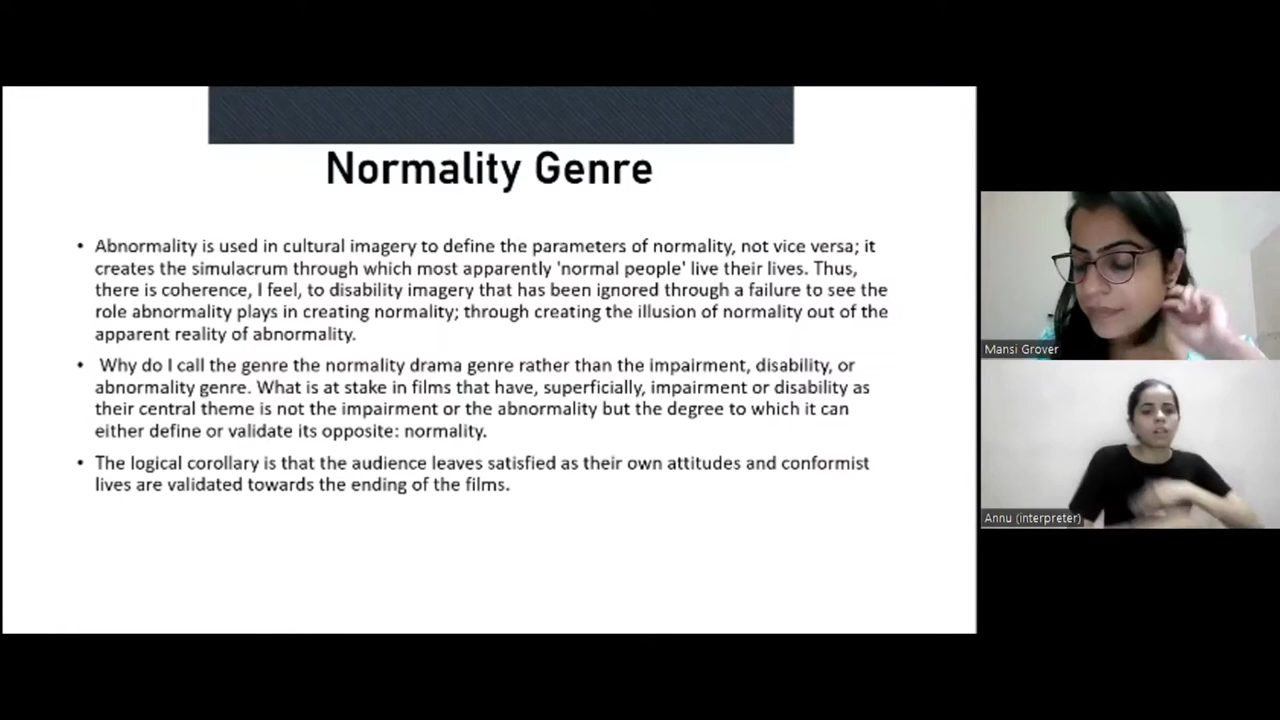 Normality Genre
• Abnormality is used in cultural imagery to define the parameters of normality, not vice versa; it
creates the simulacrum through which most apparently 'normal people' live their lives. Thus,
there is coherence, I feel, to disability imagery that has been ignored through a failure to see the
role abnormality plays in creating normality; through creating the illusion of normality out of the
apparent reality of abnormality.
• Why do I call the genre the normality drama genre rather than the impairment, disability, or
abnormality genre. What is at stake in films that have, superficially, impairment or disability as
their central theme is not the impairment or the abnormality but the degree to which it can
either define or validate its opposite: normality.
• The logical corollary is that the audience leaves satisfied as their own attitudes and conformist
lives are validated towards the ending of the films.
Mansi Grover
Annu (interpreter)